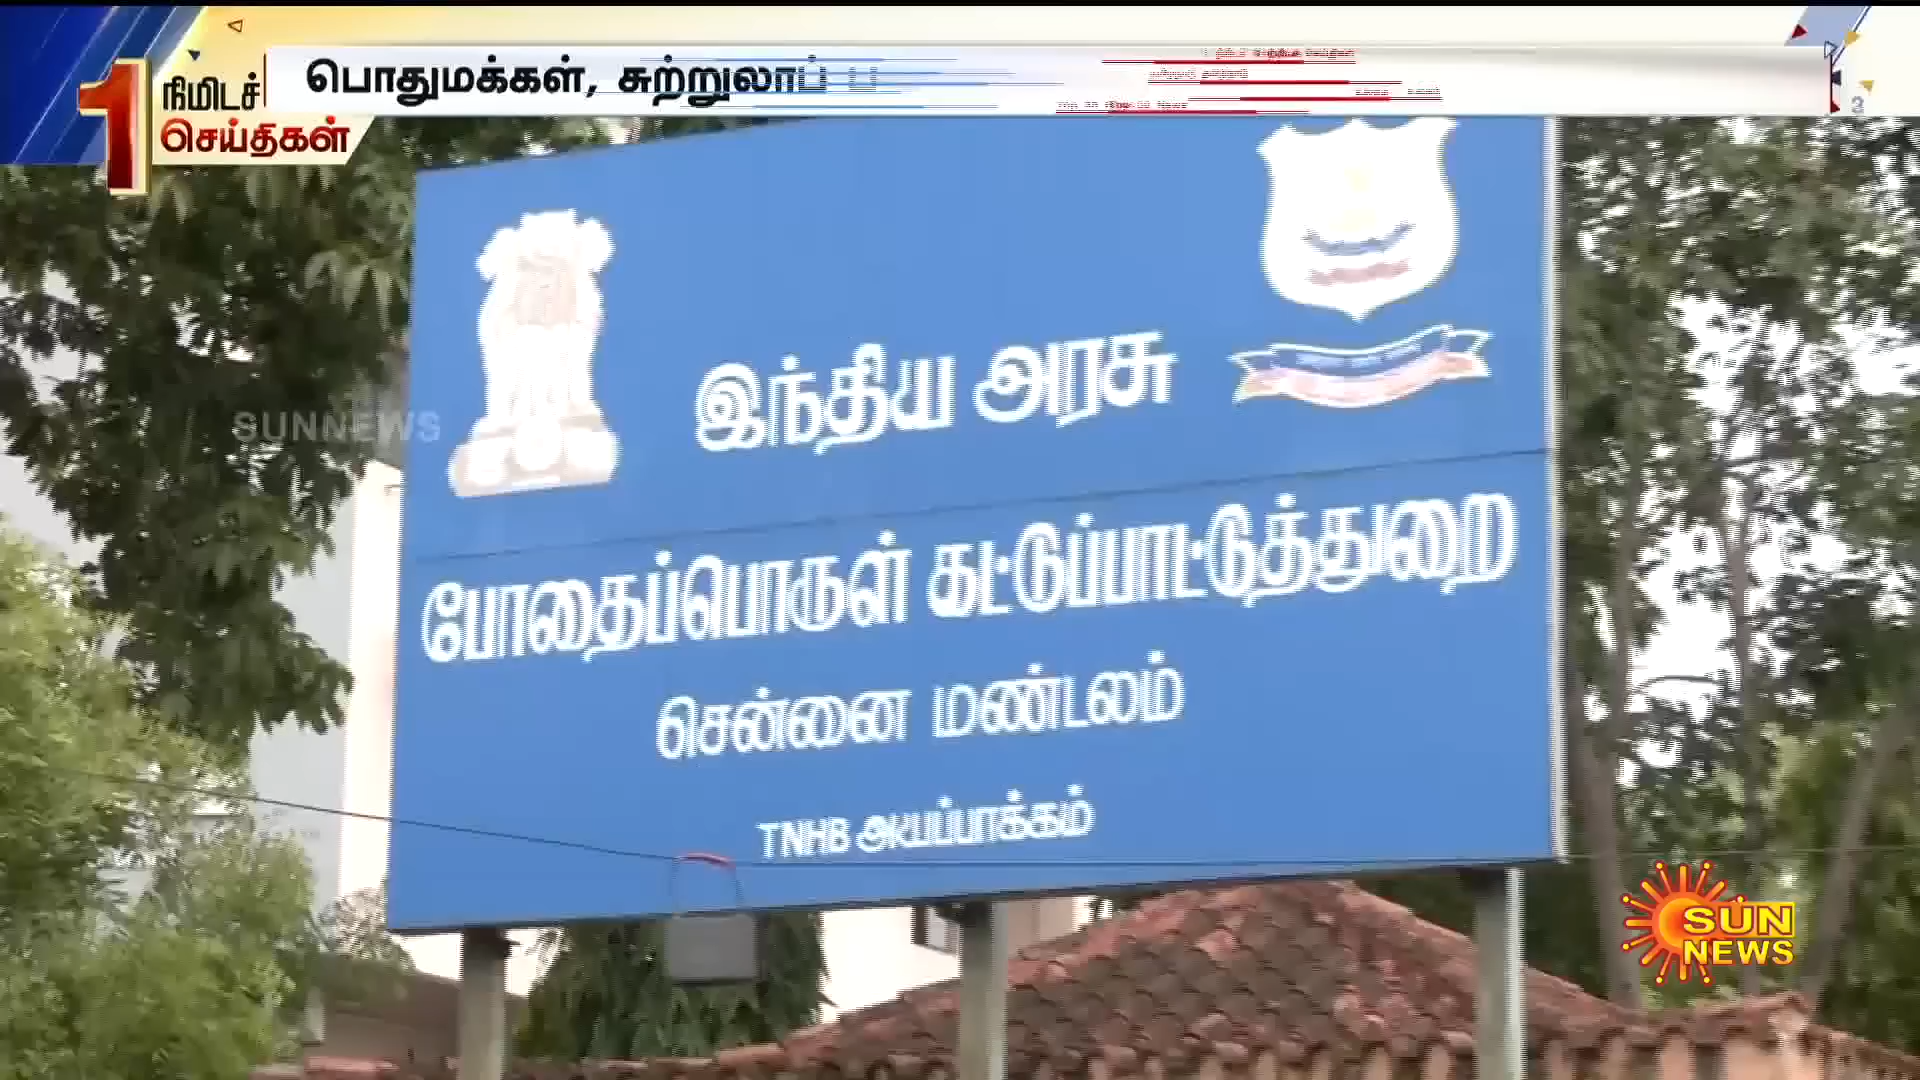 1 நிமிடச் செய்திகள்
பொதுமக்கள், சுற்றுலாப்
SUNNEWS
இந்திய அரசு
போதைப்பொருள் கட்டுப்பாட்டுத்துறை
சென்னை மண்டலம்
TNHB அயப்பாக்கம்
SUN
NEWS